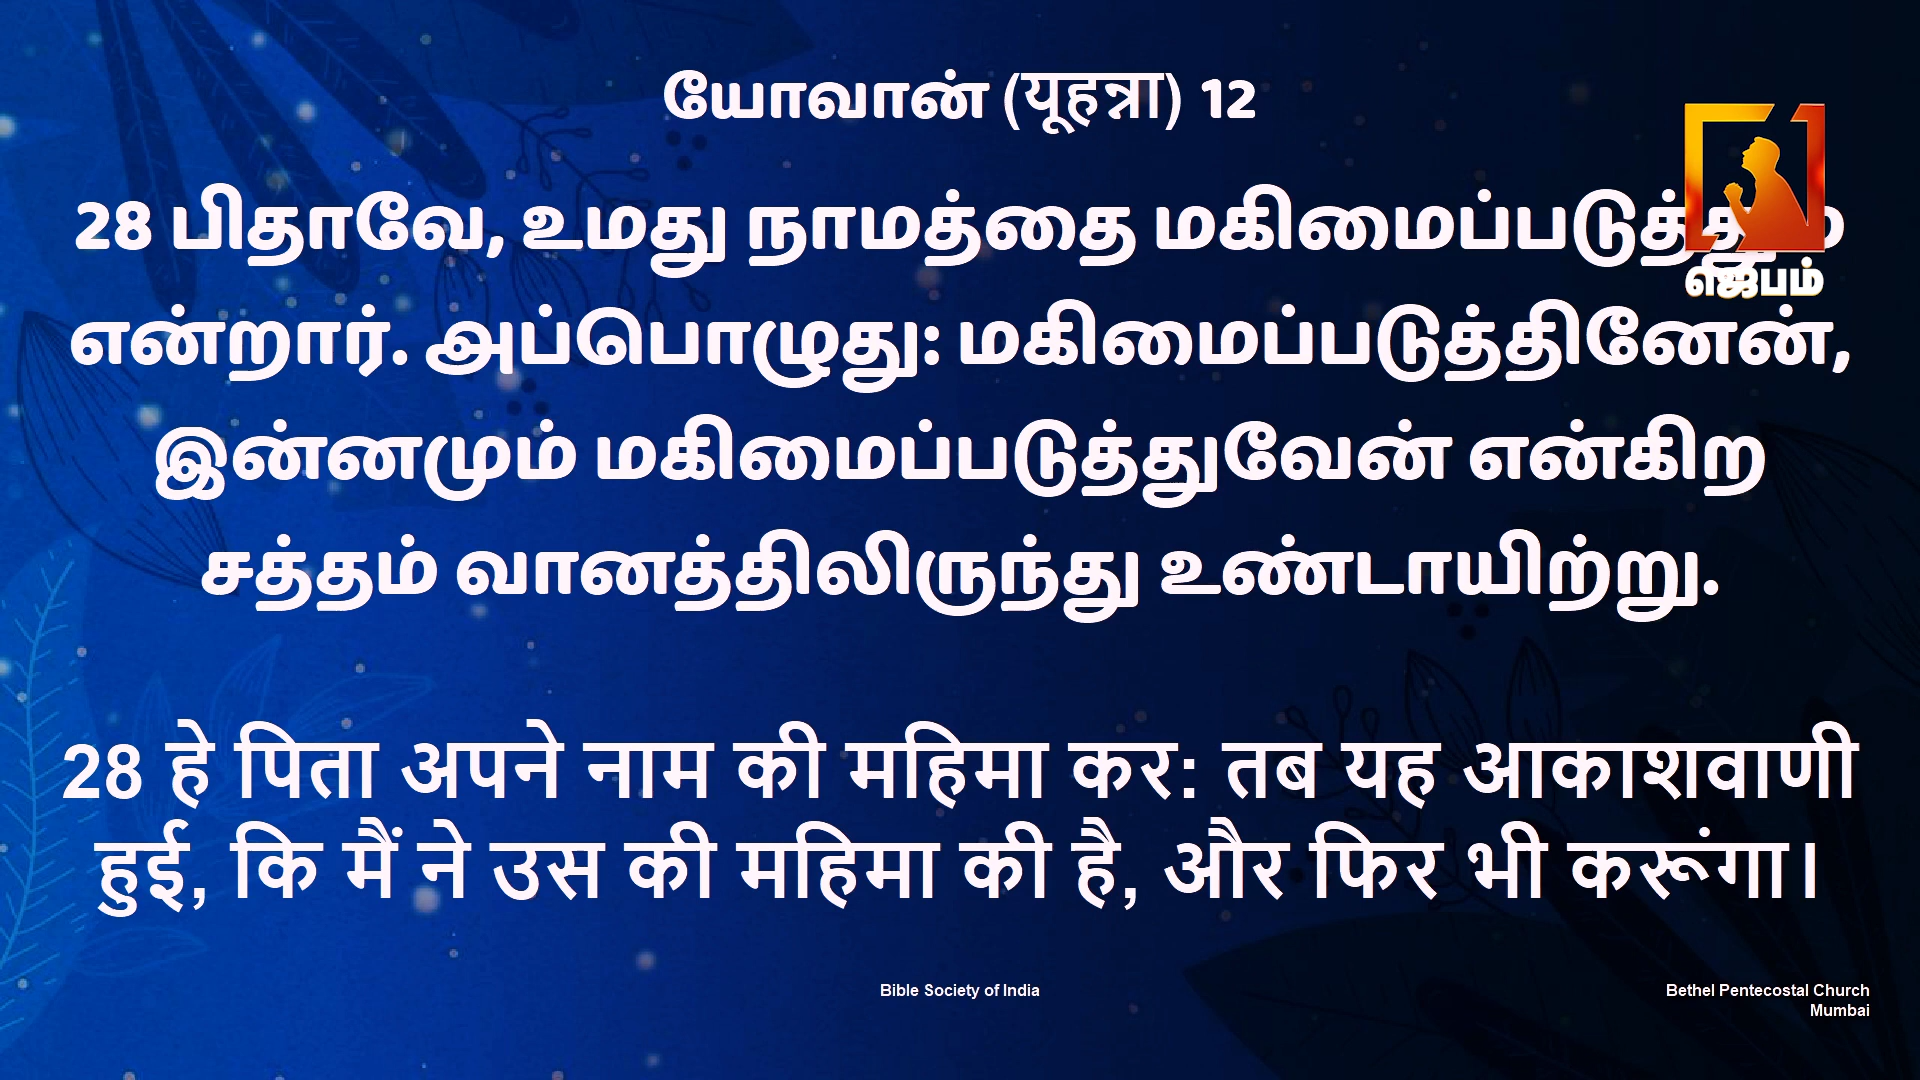 யோவான் (यूहन्ना) 12
28 பிதாவே, உமது நாமத்தை மகிமைப்படுத்தும்
என்றார். அப்பொழுது: மகிமைப்படுத்தினேன்,
இன்னமும் மகிமைப்படுத்துவேன் என்கிற
சத்தம் வானத்திலிருந்து உண்டாயிற்று.
ஜெபம்
28 हे पिता अपने नाम की महिमा कर: तब यह आकाशवाणी
हुई, कि मैं ने उस की महिमा की है, और फिर भी करूंगा।
Bible Society of India
Bethel Pentecostal Church
Mumbai